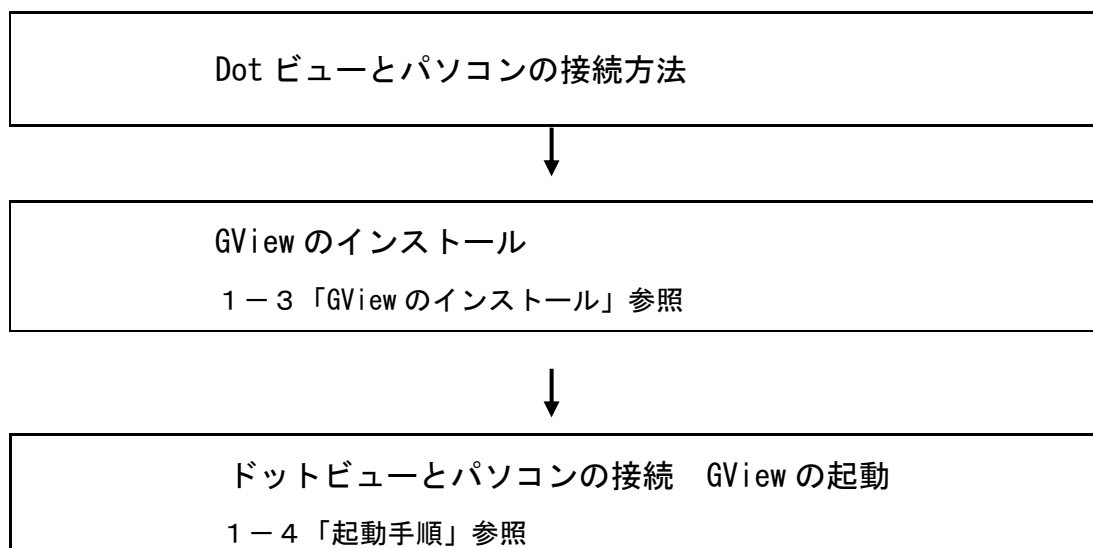 Dot ビューとパソコンの接続方法
GView のインストール
１－３「GView のインストール」参照
ドットビューとパソコンの接続　GView の起動
１－４「起動手順」参照